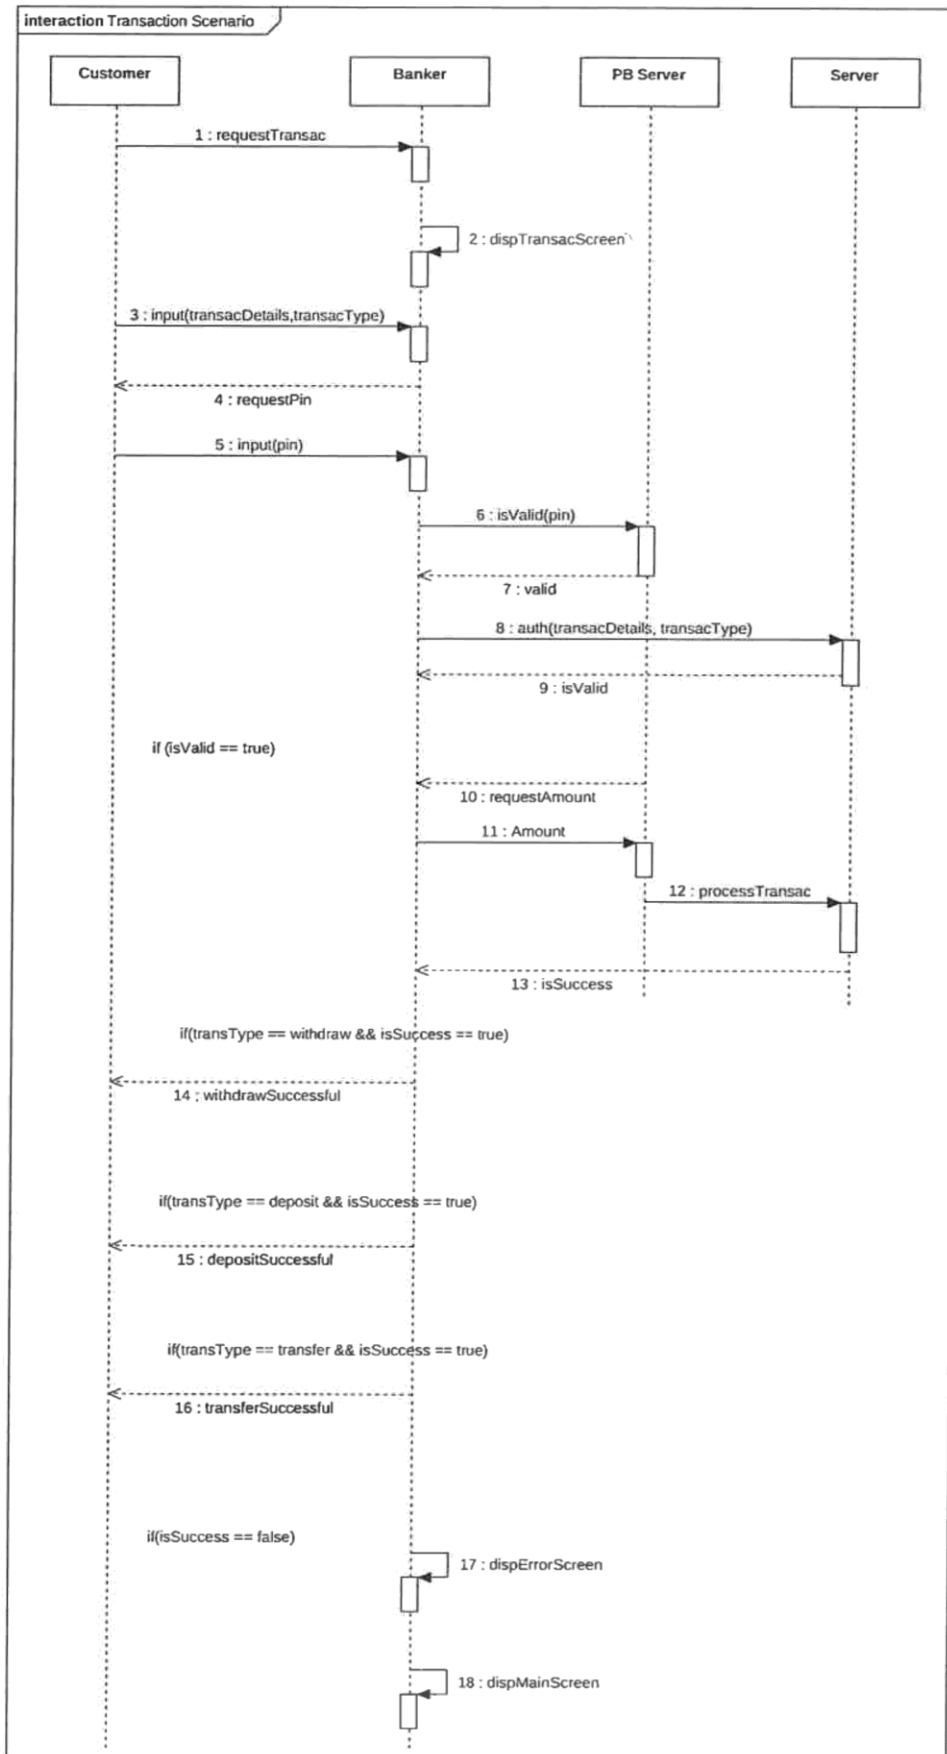 interaction Transaction Scenario
Customer
Banker
PB Server
Server
1 : requestTransac
2 : dispTransacScreen
3 : input(transacDetails,transacType)
4 : requestPin
5 : input(pin)
6 : isValid(pin)
7 : valid
8 : auth(transacDetails, transacType)
9 : isValid
if (isValid == true)
10 : requestAmount
11 : Amount
12 : processTransac
13 : isSuccess
if(transType == withdraw && isSuccess == true)
14 : withdrawSuccessful
if(transType == deposit && isSuccess == true)
15 : depositSuccessful
if(transType == transfer && isSuccess == true)
16 : transferSuccessful
if(isSuccess == false)
17 : dispErrorScreen
18 : dispMainScreen